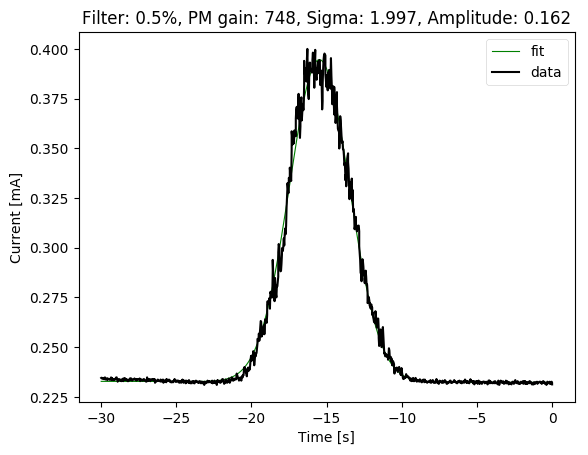 Filter: 0.5%, PM gain: 748, Sigma: 1.997, Amplitude: 0.162
fit
data
Current [mA]
0.400
0.375
0.350
0.325
0.300
0.275
0.250
0.225
−30 −25 −20 −15 −10 −5 0
Time [s]